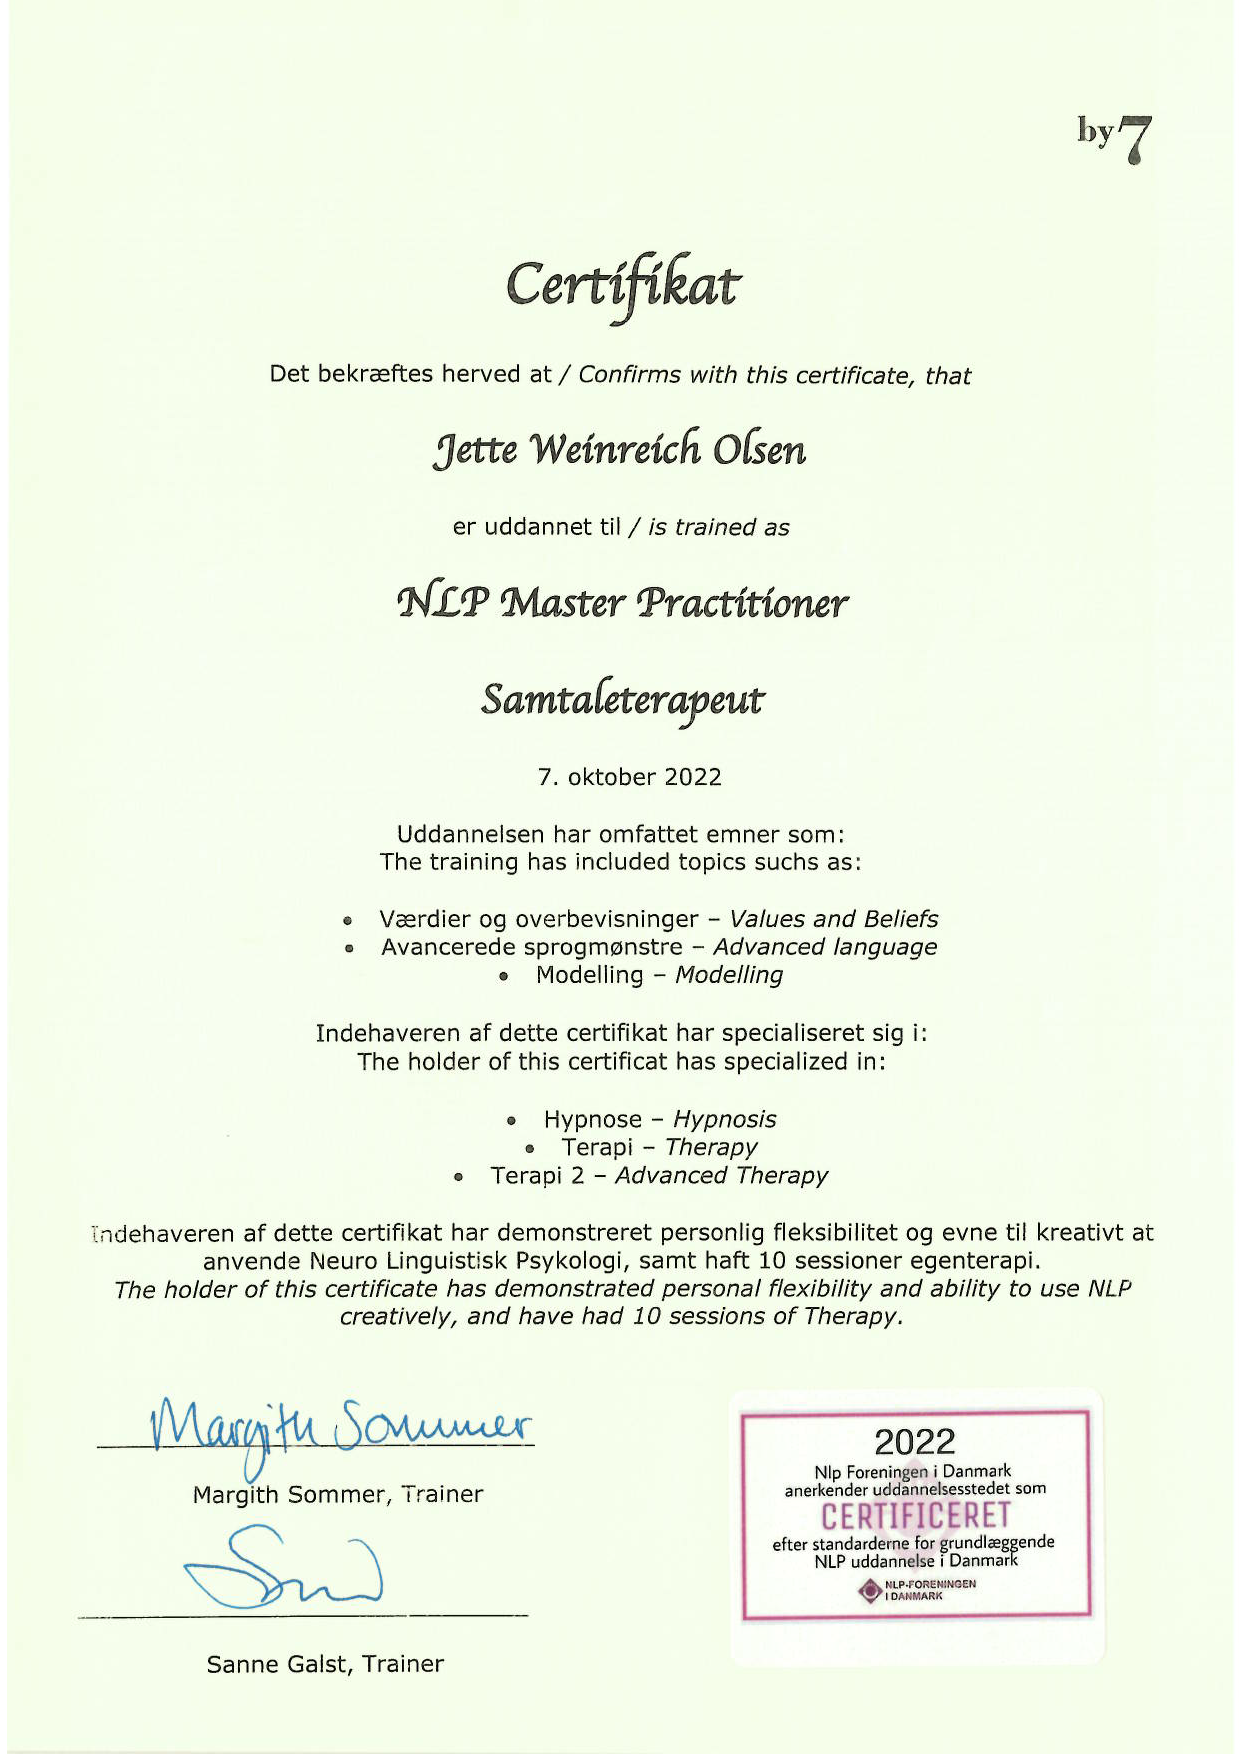 by7
Certifikat
Det bekræftes herved at / Confirms with this certificate, that
Jette Weinreich Olsen
er uddannet til / is trained as
NLP Master Practitioner
Samtaleterapeut
7. oktober 2022
Uddannelsen har omfattet emner som:
The training has included topics suchs as:
• Værdier og overbevisninger – Values and Beliefs
• Avancerede sprogmønstre – Advanced language
• Modelling – Modelling
Indehaveren af dette certifikat har specialiseret sig i:
The holder of this certificat has specialized in:
• Hypnose – Hypnosis
• Terapi – Therapy
• Terapi 2 – Advanced Therapy
Indehaveren af dette certifikat har demonstreret personlig fleksibilitet og evne til kreativt at
anvende Neuro Linguistisk Psykologi, samt haft 10 sessioner egenterapi.
The holder of this certificate has demonstrated personal flexibility and ability to use NLP
creatively, and have had 10 sessions of Therapy.
Margith Sommer
Margith Sommer, Trainer
Sanne Galst, Trainer
2022
Nlp Foreningen i Danmark
anerkender uddannelsesstedet som
CERTIFICERET
efter standarderne for grundlæggende
NLP uddannelse i Danmark
NLP-FORENINGEN
I DANMARK